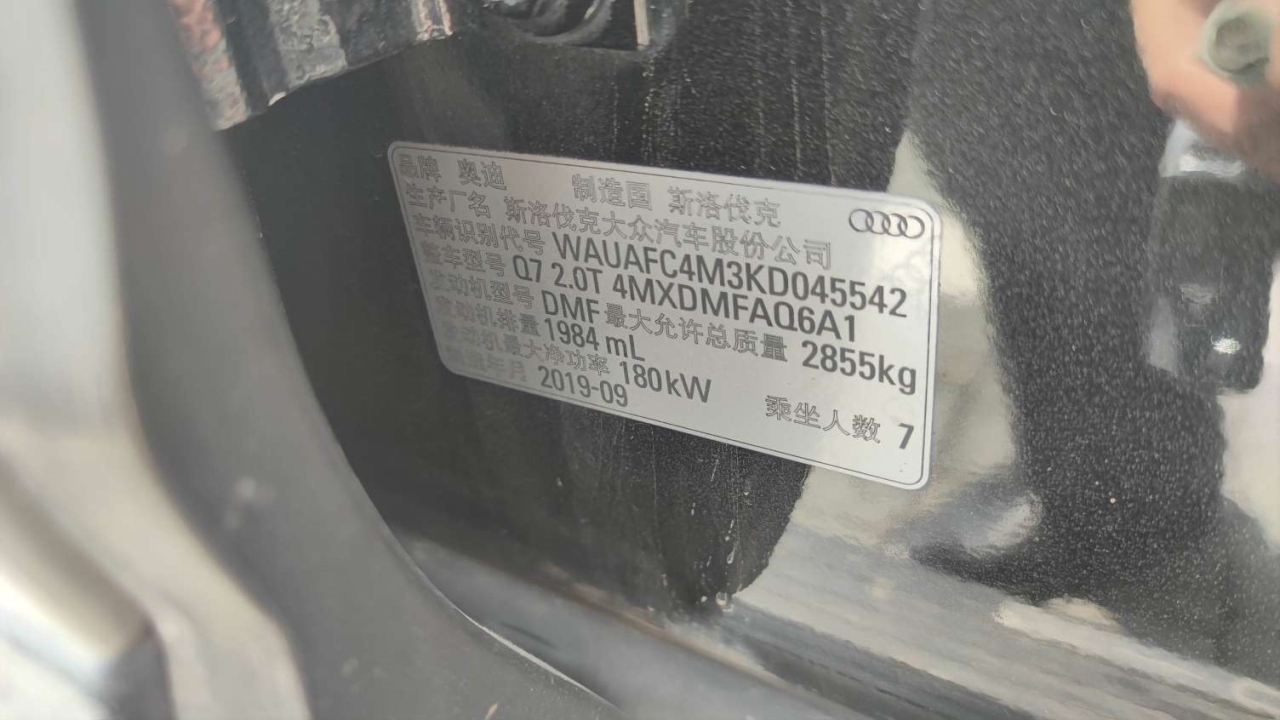 品牌 奥迪 制造国 斯洛伐克
生产厂名 斯洛伐克大众汽车股份公司
车辆识别代号 WAUAFC4M3KD045542
整车型号 Q7 2.0T 4MXDMFAQ6A1
发动机型号 DMF 最大允许总质量 2855kg
发动机排量 1984 mL
发动机最大净功率 180kW 乘坐人数 7
制造年月 2019-09